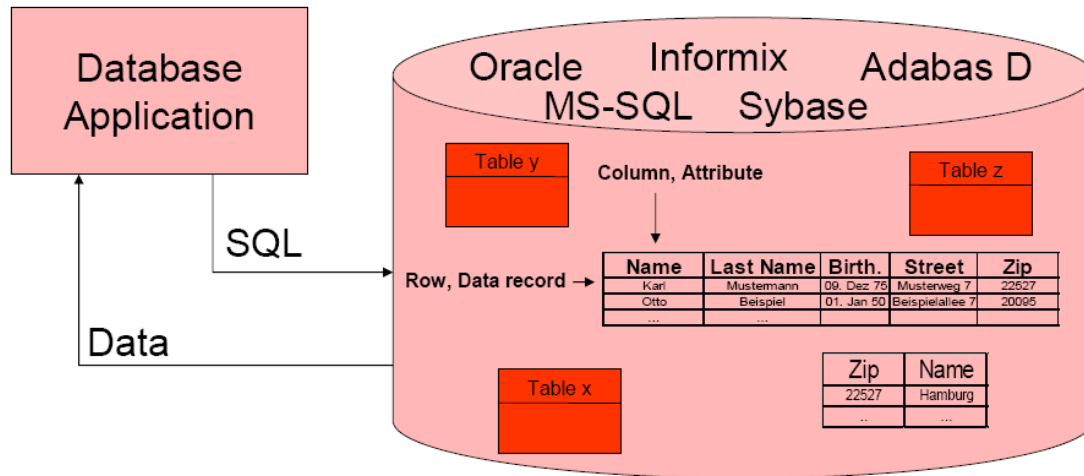 Database
Application
Oracle
Informix
Adabas D
MS-SQL
Sybase
Table y
Column, Attribute
Table z
SQL
Row, Data record
Name Last Name Birth. Street Zip
Karl Mustermann 09. Dez 75 Musterweg 7 22527
Otto Beispiel 01. Jan 50 Beispielallee 7 20095
... ...
Data
Table x
Zip Name
22527 Hamburg
.. ...